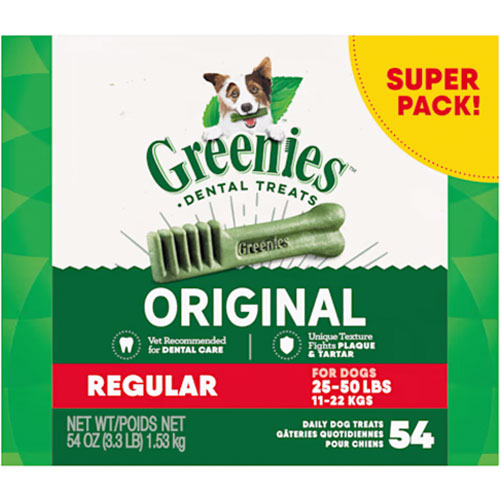 SUPER
PACK!
Greenies™
• DENTAL TREATS •
Greenies
ORIGINAL
Vet Recommended
for DENTAL CARE
Unique Texture
Fights PLAQUE
& TARTAR
REGULAR
FOR DOGS
25-50 LBS
11-22 KGS
NET WT/POIDS NET
54 OZ (3.3 LB) 1.53 kg
DAILY DOG TREATS
GÂTERIES QUOTIDIENNES
POUR CHIENS
54